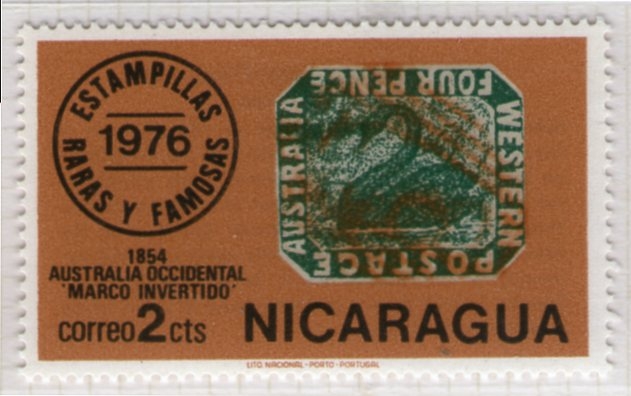 ESTAMPILLAS
1976
RARAS Y FAMOSAS
FOUR PENCE
AUSTRALIA
WESTERN
POSTAGE
1854
AUSTRALIA OCCIDENTAL
'MARCO INVERTIDO'
correo 2 cts
NICARAGUA
LITO. NACIONAL - PORTO - PORTUGAL